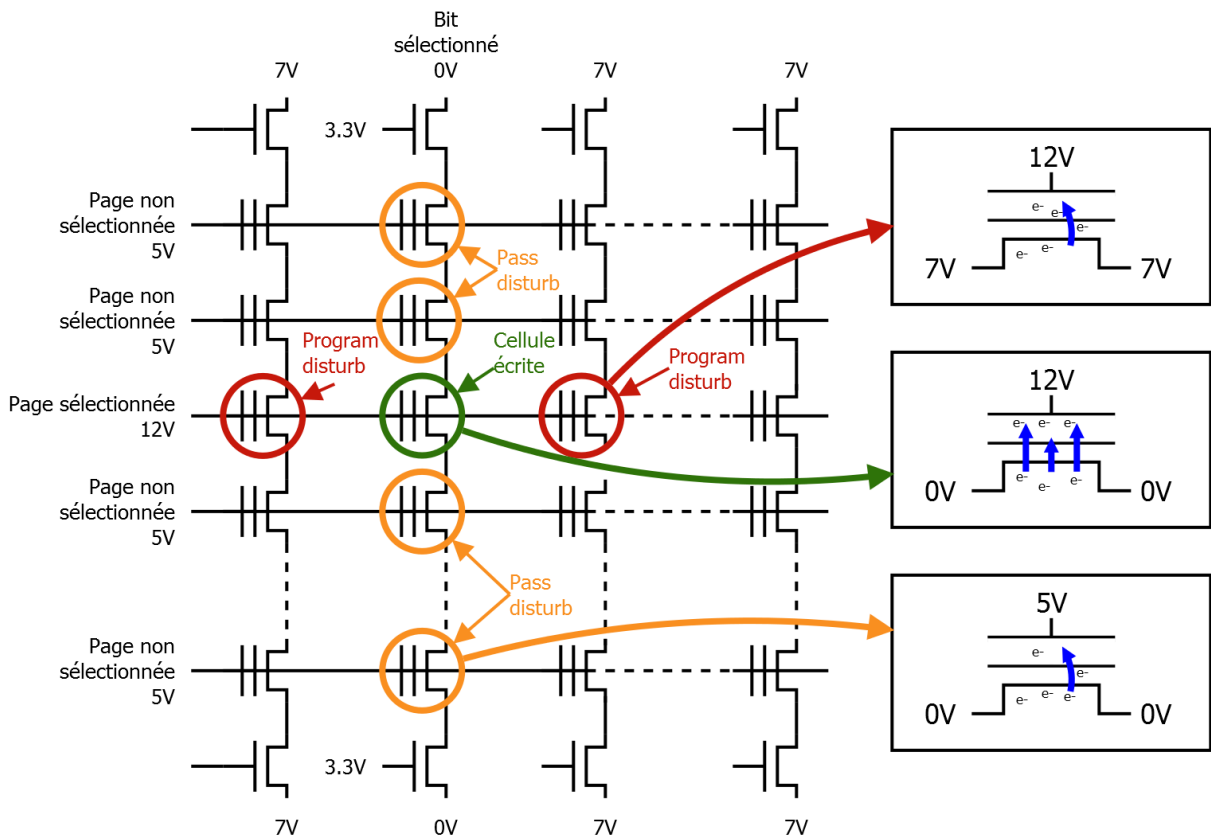 Bit
sélectionné
7V
0V
7V
7V
3.3V
Page non
sélectionnée
5V
Pass
disturb
Page non
sélectionnée
5V
Program
disturb
Cellule
écrite
Program
disturb
Page sélectionnée
12V
Page non
sélectionnée
5V
Pass
disturb
Page non
sélectionnée
5V
3.3V
7V
0V
7V
7V
12V
e-
e-
e-
e-
e-
7V
7V
12V
e-
e-
e-
e-
e-
e-
0V
0V
5V
e-
e-
e-
e-
e-
0V
0V